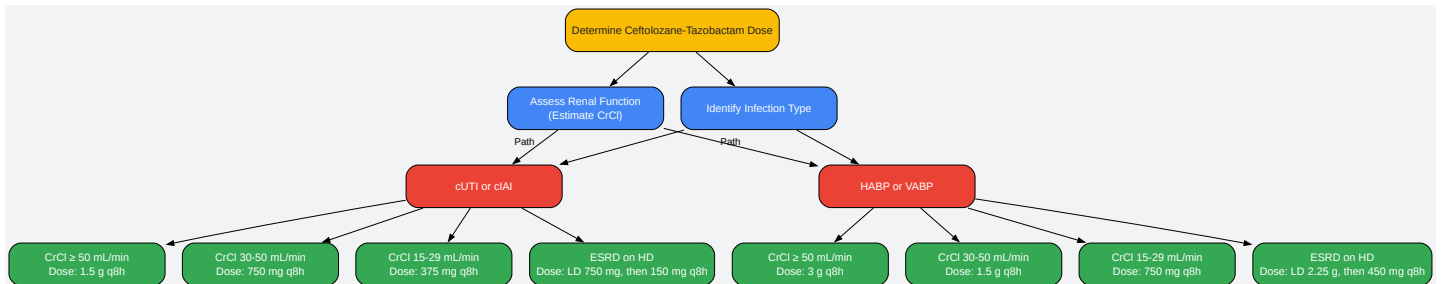 Determine Ceftolozane-Tazobactam Dose
Assess Renal Function
(Estimate CrCl)
Identify Infection Type
Path
Path
cUTI or cIAI
HABP or VABP
CrCl ≥ 50 mL/min
Dose: 1.5 g q8h
CrCl 30-50 mL/min
Dose: 750 mg q8h
CrCl 15-29 mL/min
Dose: 375 mg q8h
ESRD on HD
Dose: LD 750 mg, then 150 mg q8h
CrCl ≥ 50 mL/min
Dose: 3 g q8h
CrCl 30-50 mL/min
Dose: 1.5 g q8h
CrCl 15-29 mL/min
Dose: 750 mg q8h
ESRD on HD
Dose: LD 2.25 g, then 450 mg q8h